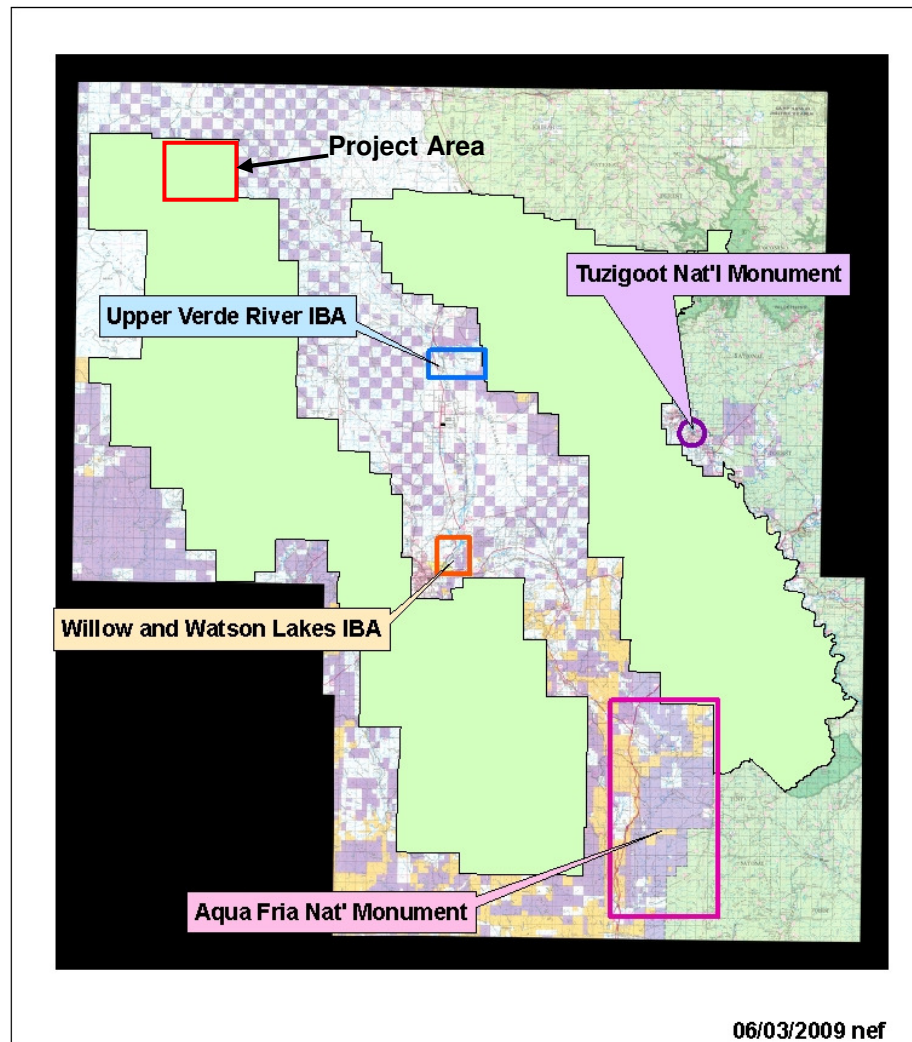 Project Area
Tuzigoot Nat'l Monument
Upper Verde River IBA
Willow and Watson Lakes IBA
Aqua Fria Nat' Monument
06/03/2009 nef